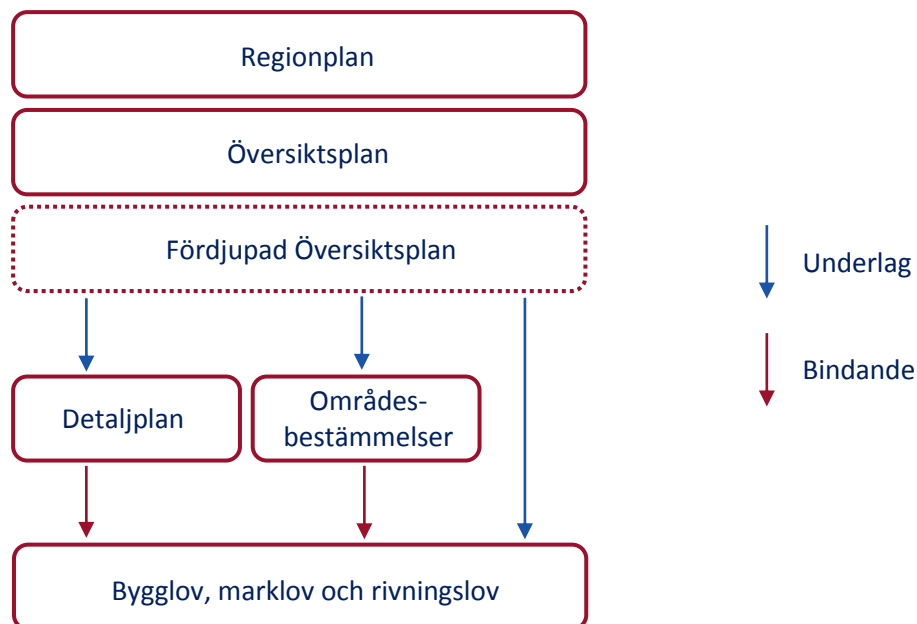 Regionplan
Översiktsplan
Fördjupad Översiktsplan
Underlag
Bindande
Detaljplan
Områdes-
bestämmelser
Bygglov, marklov och rivningslov